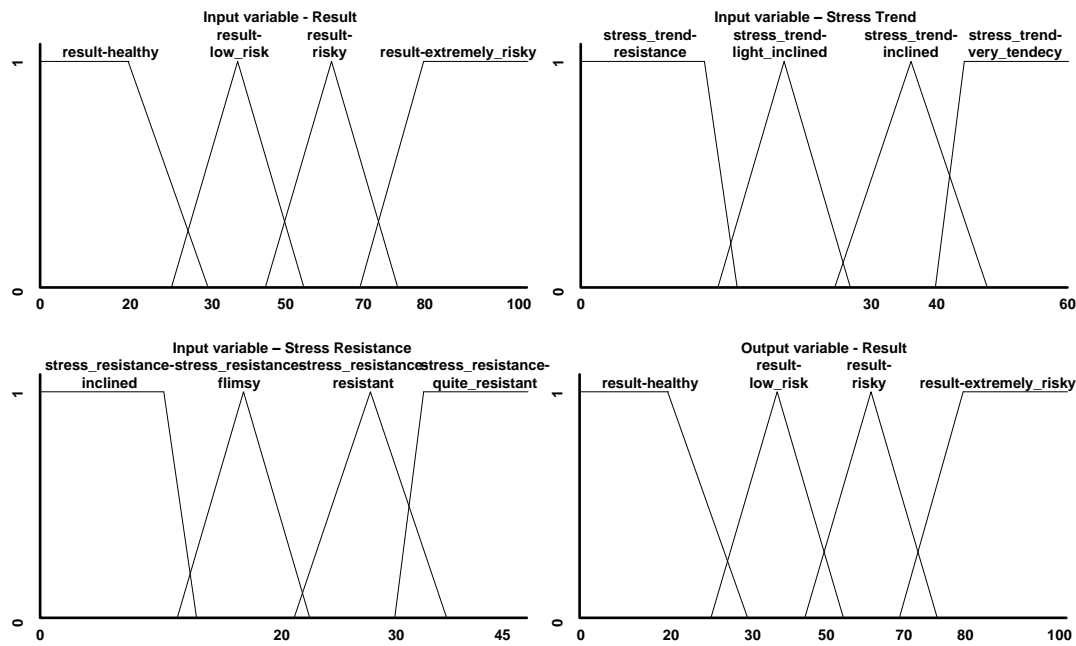 Input variable - Result
result-
low_risk
result-
risky
result-healthy
result-extremely_risky
1
0
0 20 30 50 70 80 100
Input variable – Stress Trend
stress_trend-
resistance
stress_trend-
light_inclined
stress_trend-
inclined
stress_trend-
very_tendecy
1
0
0 30 40 60
Input variable – Stress Resistance
stress_resistance-
inclined
stress_resistance-
flimsy
stress_resistance-
resistant
stress_resistance-
quite_resistant
1
0
0 20 30 45
Output variable - Result
result-
low_risk
result-
risky
result-healthy
result-extremely_risky
1
0
0 20 30 50 70 80 100